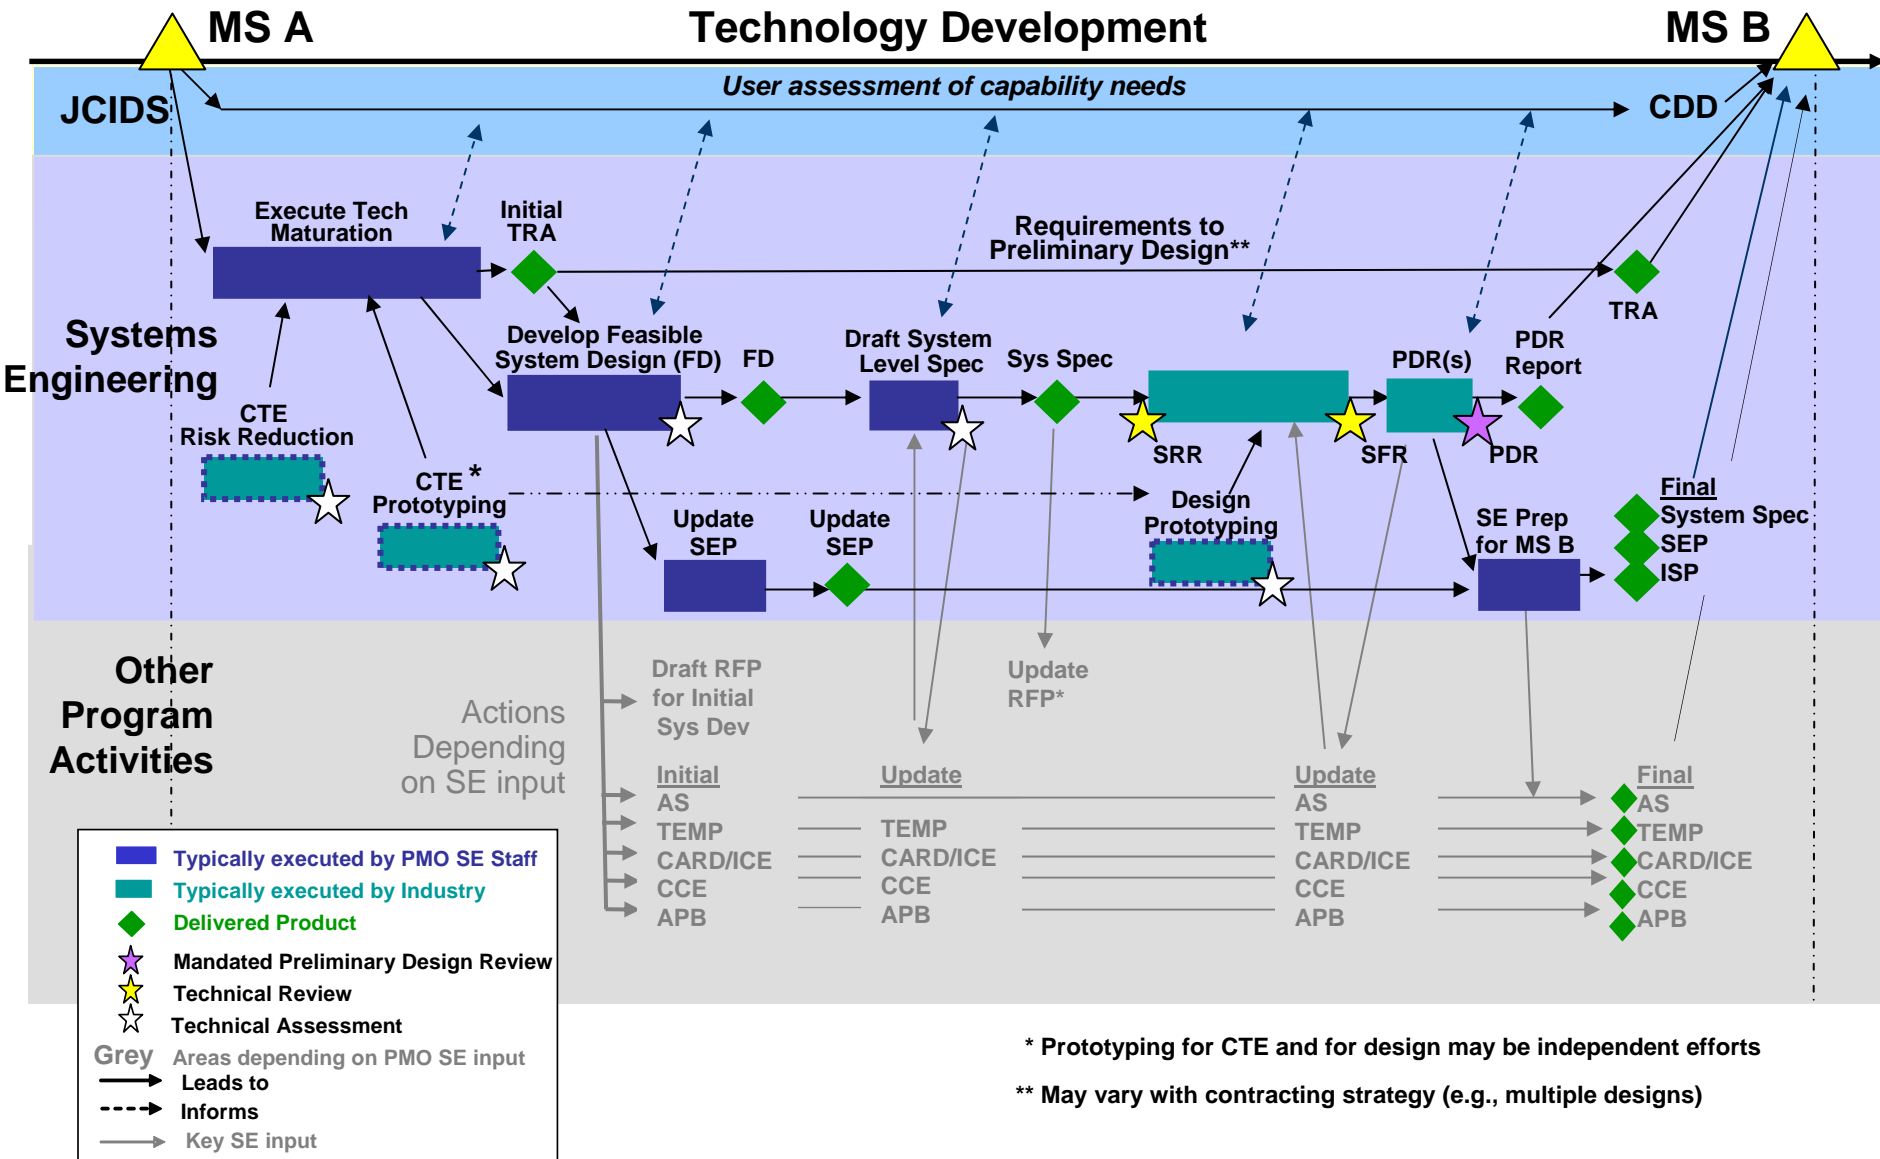 MS A
Technology Development
MS B
User assessment of capability needs
JCIDS
CDD
Execute Tech
Maturation
Initial
TRA
Requirements to
Preliminary Design**
TRA
Systems
Engineering
Develop Feasible
System Design (FD)
FD
Draft System
Level Spec
Sys Spec
PDR(s)
PDR
Report
CTE
Risk Reduction
SRR
SFR
PDR
CTE *
Prototyping
Design
Prototyping
Update
SEP
Update
SEP
SE Prep
for MS B
Final
System Spec
SEP
ISP
Other
Program
Activities
Actions
Depending
on SE input
Draft RFP
for Initial
Sys Dev
Update
RFP*
Initial
AS
TEMP
CARD/ICE
CCE
APB
Update
TEMP
CARD/ICE
CCE
APB
Update
AS
TEMP
CARD/ICE
CCE
APB
Final
AS
TEMP
CARD/ICE
CCE
APB
Typically executed by PMO SE Staff
Typically executed by Industry
Delivered Product
Mandated Preliminary Design Review
Technical Review
Technical Assessment
Grey Areas depending on PMO SE input
Leads to
Informs
Key SE input
* Prototyping for CTE and for design may be independent efforts
** May vary with contracting strategy (e.g., multiple designs)